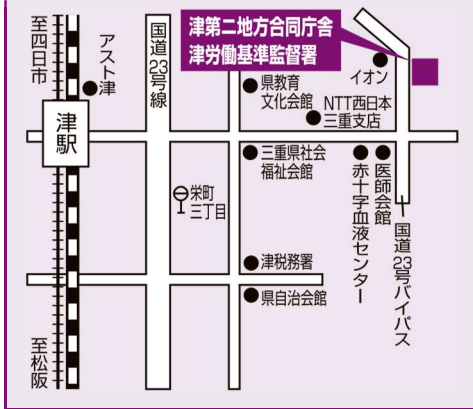 津第二地方合同庁舎
津労働基準監督署
至四日市
アスト津
国道23号線
県教育
文化会館
イオン
NTT西日本
三重支店
津駅
三重県社会
福祉会館
栄町
三丁目
赤十字血液センター
医師会館
国道23号バイパス
津税務署
県自治会館
至松阪